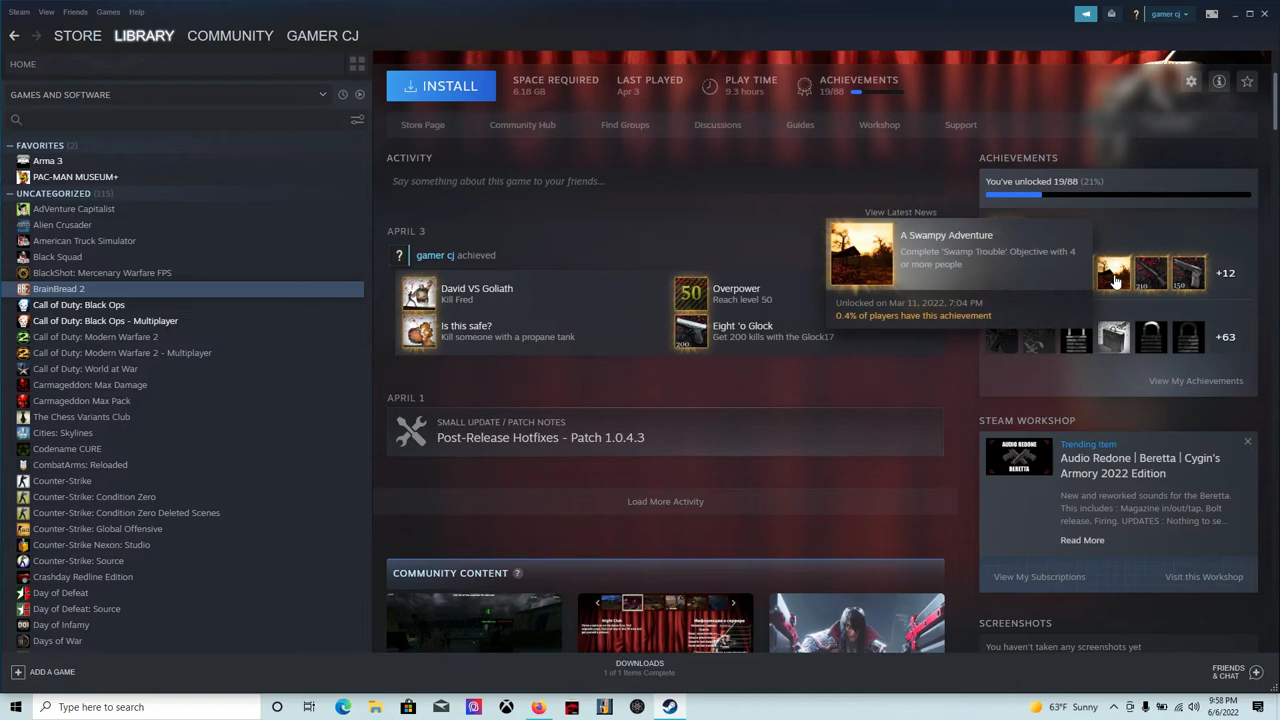 Steam View Friends Games Help
gamer cj
STORE LIBRARY COMMUNITY GAMER CJ
HOME
GAMES AND SOFTWARE
FAVORITES (2)
Arma 3
PAC-MAN MUSEUM+
UNCATEGORIZED (115)
AdVenture Capitalist
Alien Crusader
American Truck Simulator
Black Squad
BlackShot: Mercenary Warfare FPS
BrainBread 2
Call of Duty: Black Ops
Call of Duty: Black Ops - Multiplayer
Call of Duty: Modern Warfare 2
Call of Duty: Modern Warfare 2 - Multiplayer
Call of Duty: World at War
Carmageddon: Max Damage
Carmageddon Max Pack
The Chess Variants Club
Cities: Skylines
Codename CURE
CombatArms: Reloaded
Counter-Strike
Counter-Strike: Condition Zero
Counter-Strike: Condition Zero Deleted Scenes
Counter-Strike: Global Offensive
Counter-Strike Nexon: Studio
Counter-Strike: Source
Crashday Redline Edition
Day of Defeat
Day of Defeat: Source
Day of Infamy
Days of War
ADD A GAME
INSTALL
SPACE REQUIRED
6.18 GB
LAST PLAYED
Apr 3
PLAY TIME
9.3 hours
ACHIEVEMENTS
19/88
Store Page Community Hub Find Groups Discussions Guides Workshop Support
ACTIVITY
Say something about this game to your friends...
View Latest News
APRIL 3
? gamer cj achieved
David VS Goliath
Kill Fred
50
Overpower
Reach level 50
Is this safe?
Kill someone with a propane tank
200
Eight 'o Glock
Get 200 kills with the Glock17
A Swampy Adventure
Complete 'Swamp Trouble' Objective with 4
or more people
Unlocked on Mar 11, 2022, 7:04 PM
0.4% of players have this achievement
APRIL 1
SMALL UPDATE / PATCH NOTES
Post-Release Hotfixes - Patch 1.0.4.3
Load More Activity
COMMUNITY CONTENT ?
Night Club
Информация о сервере
ACHIEVEMENTS
You've unlocked 19/88 (21%)
210
150
+12
+63
View My Achievements
STEAM WORKSHOP
AUDIO REDONE
BERETTA
Trending Item
Audio Redone | Beretta | Cygin's
Armory 2022 Edition
New and reworked sounds for the Beretta.
This includes : Magazine in/out/tap, Bolt
release, Firing. UPDATES : Nothing to se...
Read More
View My Subscriptions Visit this Workshop
SCREENSHOTS
You haven't taken any screenshots yet
DOWNLOADS
1 of 1 Items Complete
FRIENDS
& CHAT
Type here to search
63°F Sunny
9:58 PM
6/6/2022